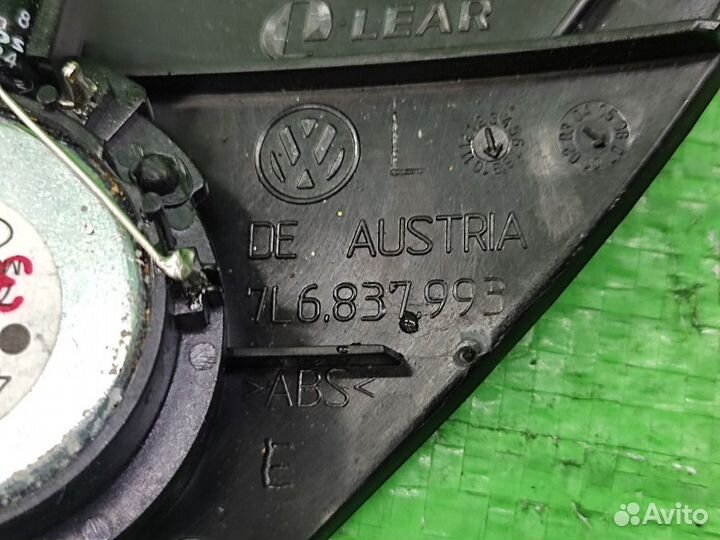 LEAR
L
DE AUSTRIA
7L6.837.993
>ABS<
E
Avito